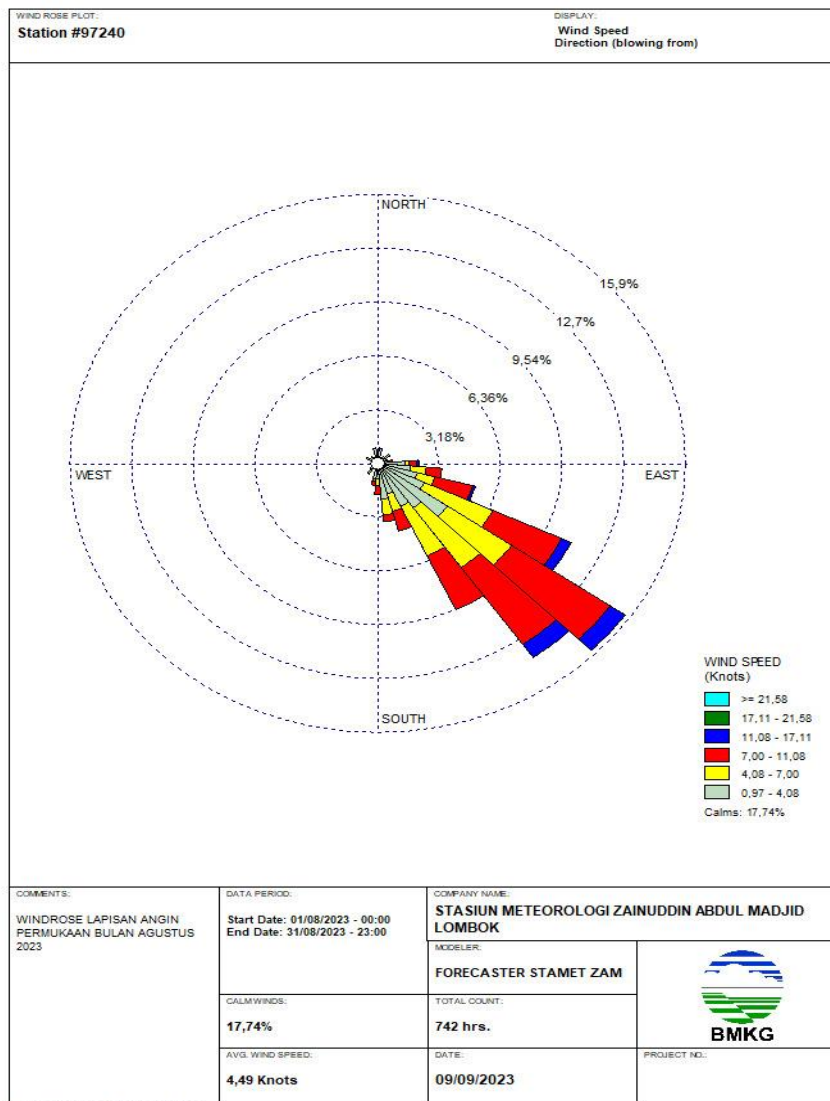 WIND ROSE PLOT:
Station #97240
DISPLAY:
Wind Speed
Direction (blowing from)
NORTH
15,9%
12,7%
9,54%
6,36%
3,18%
WEST
EAST
SOUTH
WIND SPEED
(Knots)
>= 21,58
17,11 - 21,58
11,08 - 17,11
7,00 - 11,08
4,08 - 7,00
0,97 - 4,08
Calms: 17,74%
COMMENTS:
WINDROSE LAPISAN ANGIN
PERMUKAAN BULAN AGUSTUS
2023
DATA PERIOD:
Start Date: 01/08/2023 - 00:00
End Date: 31/08/2023 - 23:00
COMPANY NAME:
STASIUN METEOROLOGI ZAINUDDIN ABDUL MADJID
LOMBOK
MODELER:
FORECASTER STAMET ZAM
CALM WINDS:
17,74%
TOTAL COUNT:
742 hrs.
BMKG
AVG. WIND SPEED:
4,49 Knots
DATE:
09/09/2023
PROJECT NO.: